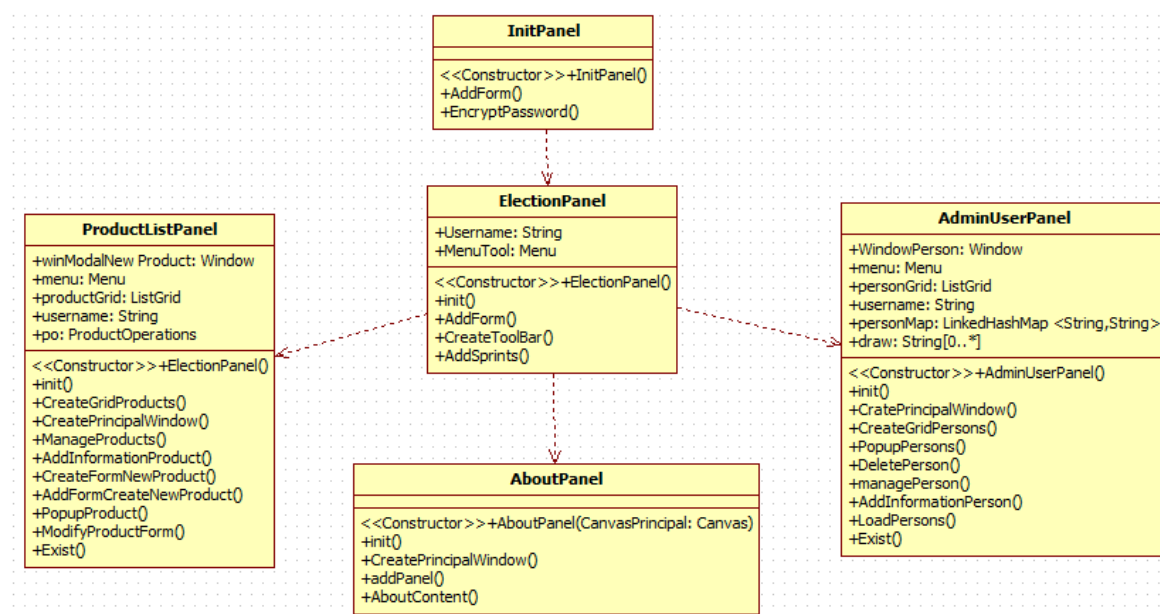 InitPanel
<<Constructor>>+InitPanel()
+AddForm()
+EncryptPassword()
ElectionPanel
+Username: String
+MenuTool: Menu
<<Constructor>>+ElectionPanel()
+init()
+AddForm()
+CreateToolBar()
+AddSprints()
ProductListPanel
+winModalNew Product: Window
+menu: Menu
+productGrid: ListGrid
+username: String
+po: ProductOperations
<<Constructor>>+ElectionPanel()
+init()
+CreateGridProducts()
+CreatePrincipalWindow()
+ManageProducts()
+AddInformationProduct()
+CreateFormNewProduct()
+AddFormCreateNewProduct()
+PopupProduct()
+ModifyProductForm()
+Exist()
AdminUserPanel
+WindowPerson: Window
+menu: Menu
+personGrid: ListGrid
+username: String
+personMap: LinkedHashMap <String,String>
+draw: String[0..*]
<<Constructor>>+AdminUserPanel()
+init()
+CratePrincipalWindow()
+CreateGridPersons()
+PopupPersons()
+DeletePerson()
+managePerson()
+AddInformationPerson()
+LoadPersons()
+Exist()
AboutPanel
<<Constructor>>+AboutPanel(CanvasPrincipal: Canvas)
+init()
+CreatePrincipalWindow()
+addPanel()
+AboutContent()